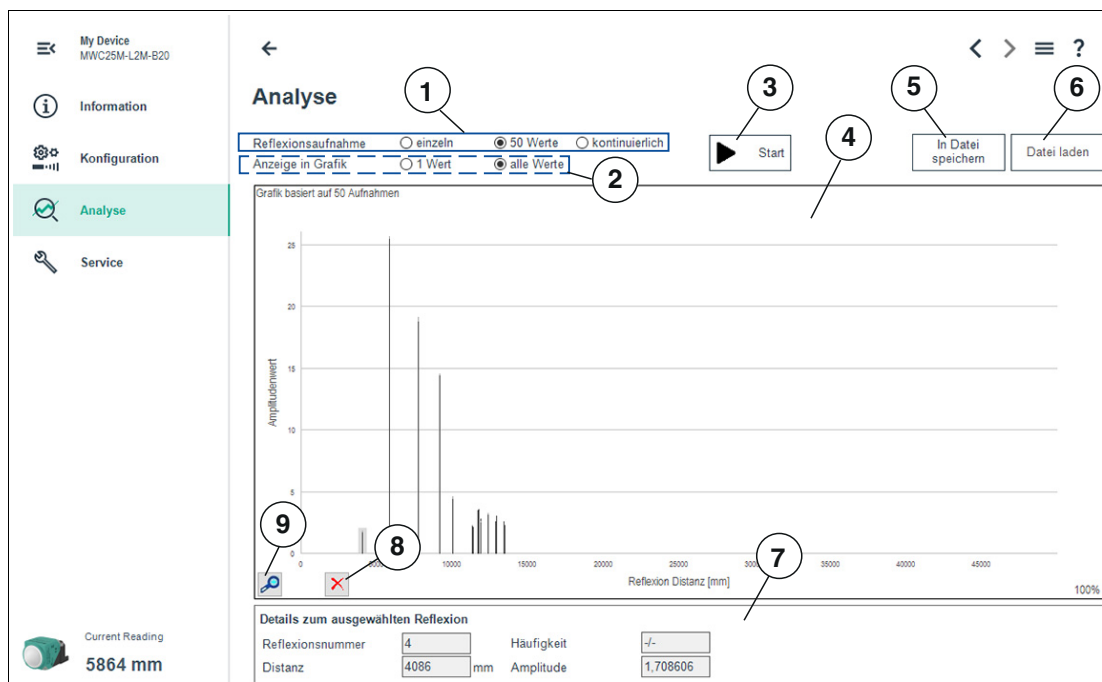 My Device
MWC25M-L2M-B20
Information
Konfiguration
Analyse
Service
Current Reading
5864 mm
?
Analyse
1
3
5
6
4
Reflexionsaufnahme einzeln 50 Werte kontinuierlich
Anzeige in Grafik 1 Wert alle Werte
2
Start
In Datei
speichern
Datei laden
Grafik basiert auf 50 Aufnahmen
25
20
15
10
5
0
Amplitudenwert
0 5000 10000 15000 20000 25000 30000 35000 40000 45000
Reflexion Distanz [mm]
100%
9
8
7
Details zum ausgewählten Reflexion
Reflexionsnummer 4 Häufigkeit -/-
Distanz 4086 mm Amplitude 1,708606